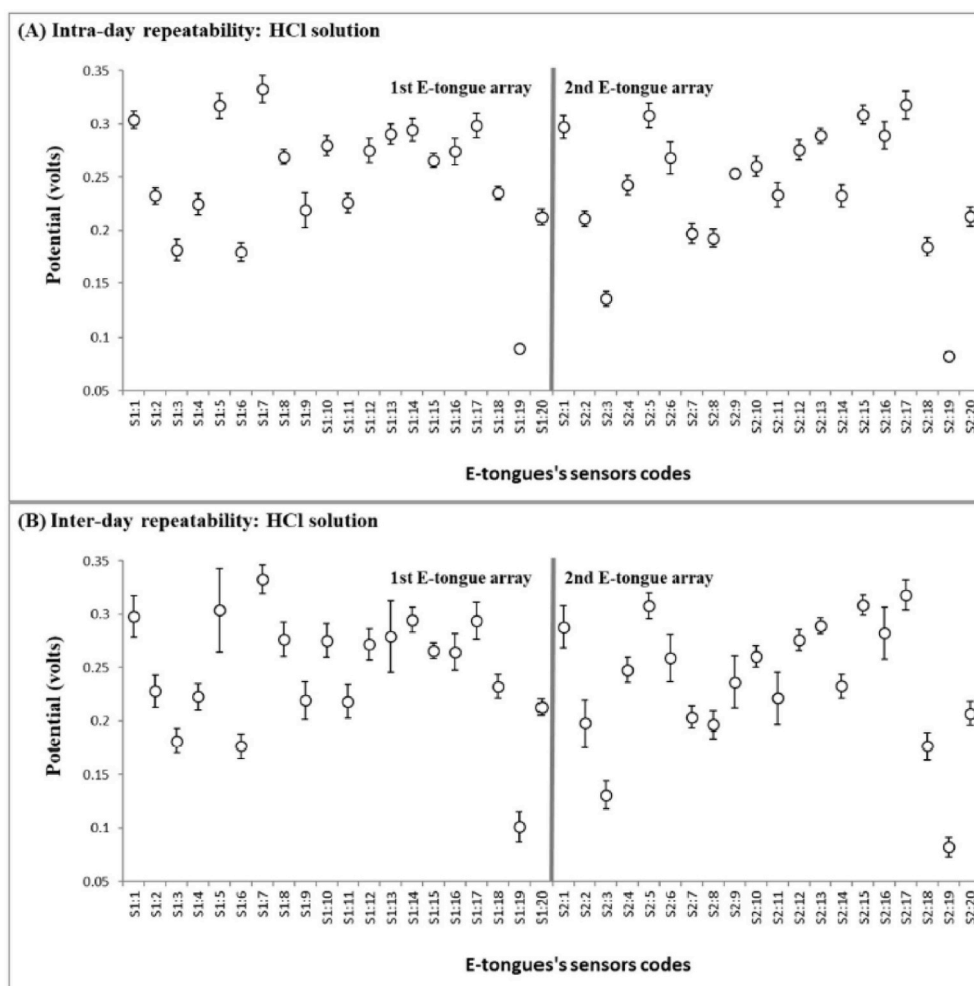 (A) Intra-day repeatability: HCl solution
0.35
0.3
0.25
0.2
0.15
0.1
0.05
Potential (volts)
1st E-tongue array
2nd E-tongue array
S1:1
S1:2
S1:3
S1:4
S1:5
S1:6
S1:7
S1:8
S1:9
S1:10
S1:11
S1:12
S1:13
S1:14
S1:15
S1:16
S1:17
S1:18
S1:19
S1:20
S2:1
S2:2
S2:3
S2:4
S2:5
S2:6
S2:7
S2:8
S2:9
S2:10
S2:11
S2:12
S2:13
S2:14
S2:15
S2:16
S2:17
S2:18
S2:19
S2:20
E-tongues's sensors codes
(B) Inter-day repeatability: HCl solution
0.35
0.3
0.25
0.2
0.15
0.1
0.05
Potential (volts)
1st E-tongue array
2nd E-tongue array
S1:1
S1:2
S1:3
S1:4
S1:5
S1:6
S1:7
S1:8
S1:9
S1:10
S1:11
S1:12
S1:13
S1:14
S1:15
S1:16
S1:17
S1:18
S1:19
S1:20
S2:1
S2:2
S2:3
S2:4
S2:5
S2:6
S2:7
S2:8
S2:9
S2:10
S2:11
S2:12
S2:13
S2:14
S2:15
S2:16
S2:17
S2:18
S2:19
S2:20
E-tongues's sensors codes